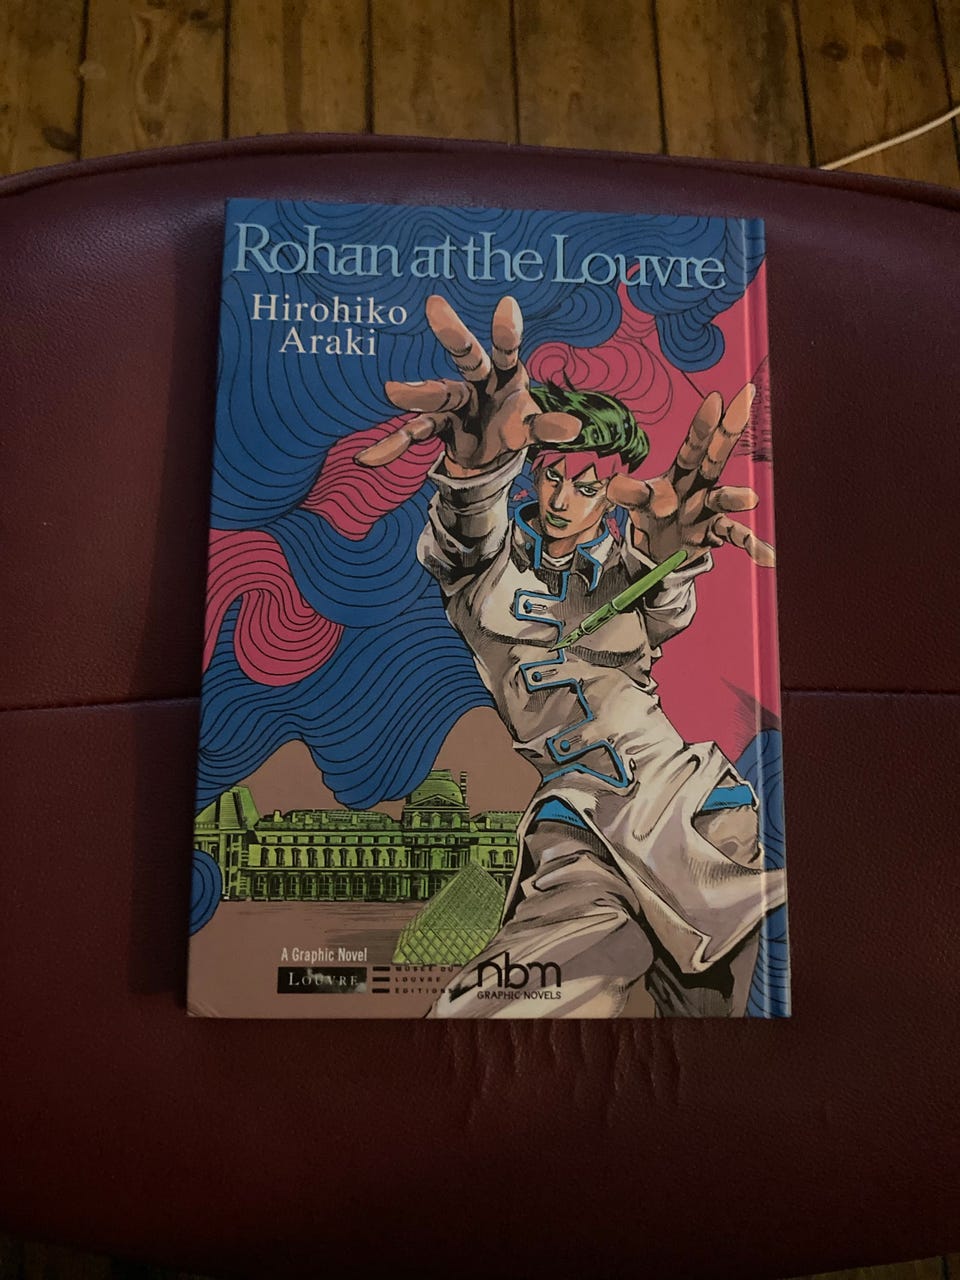 Rohan at the Louvre
Hirohiko
Araki
A Graphic Novel
LOUVRE
MUSÉE DU
LOUVRE
ÉDITIONS
nbm
GRAPHIC NOVELS